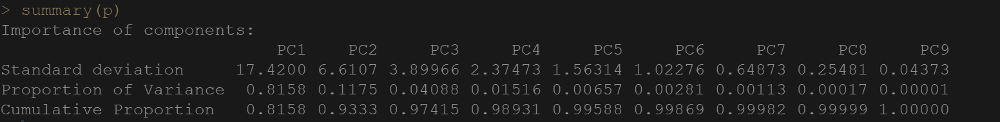 > summary(p)
Importance of components:
PC1 PC2 PC3 PC4 PC5 PC6 PC7 PC8 PC9
Standard deviation 17.4200 6.6107 3.89966 2.37473 1.56314 1.02276 0.64873 0.25481 0.04373
Proportion of Variance 0.8158 0.1175 0.04088 0.01516 0.00657 0.00281 0.00113 0.00017 0.00001
Cumulative Proportion 0.8158 0.9333 0.97415 0.98931 0.99588 0.99869 0.99982 0.99999 1.00000